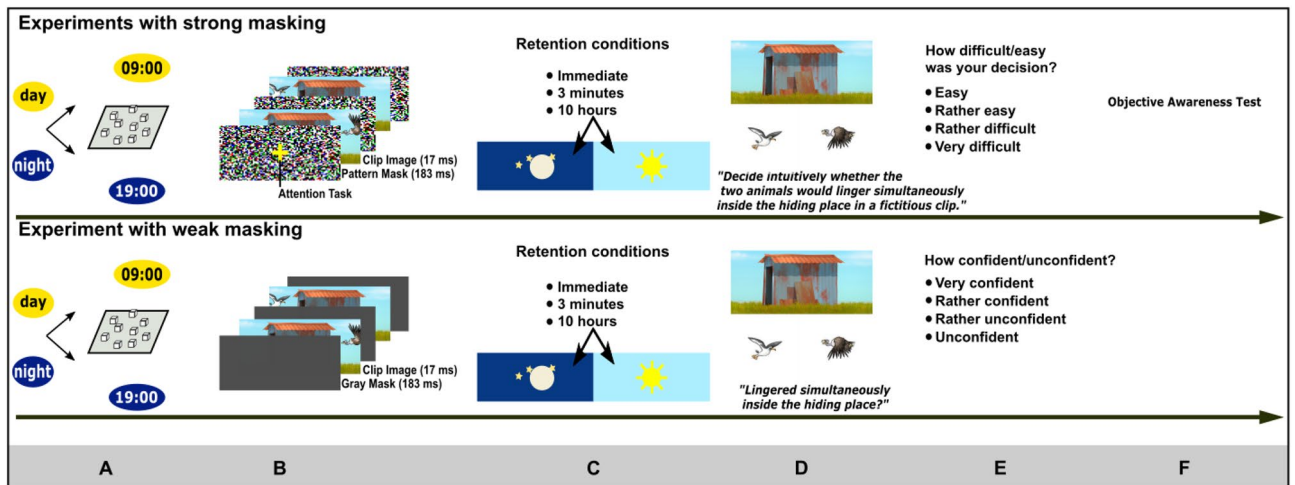 Experiments with strong masking
day
night
09:00
19:00
Clip Image (17 ms)
Pattern Mask (183 ms)
Attention Task
Retention conditions
• Immediate
• 3 minutes
• 10 hours
"Decide intuitively whether the
two animals would linger simultaneously
inside the hiding place in a fictitious clip."
How difficult/easy
was your decision?
• Easy
• Rather easy
• Rather difficult
• Very difficult
Objective Awareness Test
Experiment with weak masking
day
night
09:00
19:00
Clip Image (17 ms)
Gray Mask (183 ms)
Retention conditions
• Immediate
• 3 minutes
• 10 hours
"Lingered simultaneously
inside the hiding place?"
How confident/unconfident?
• Very confident
• Rather confident
• Rather unconfident
• Unconfident
A B C D E F